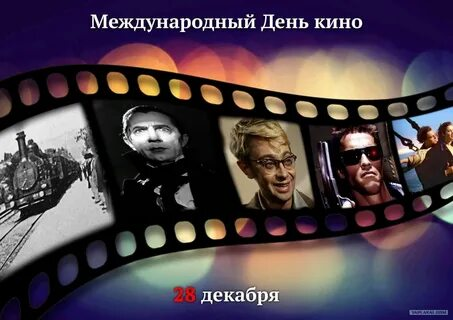 Международный День кино
28 декабря